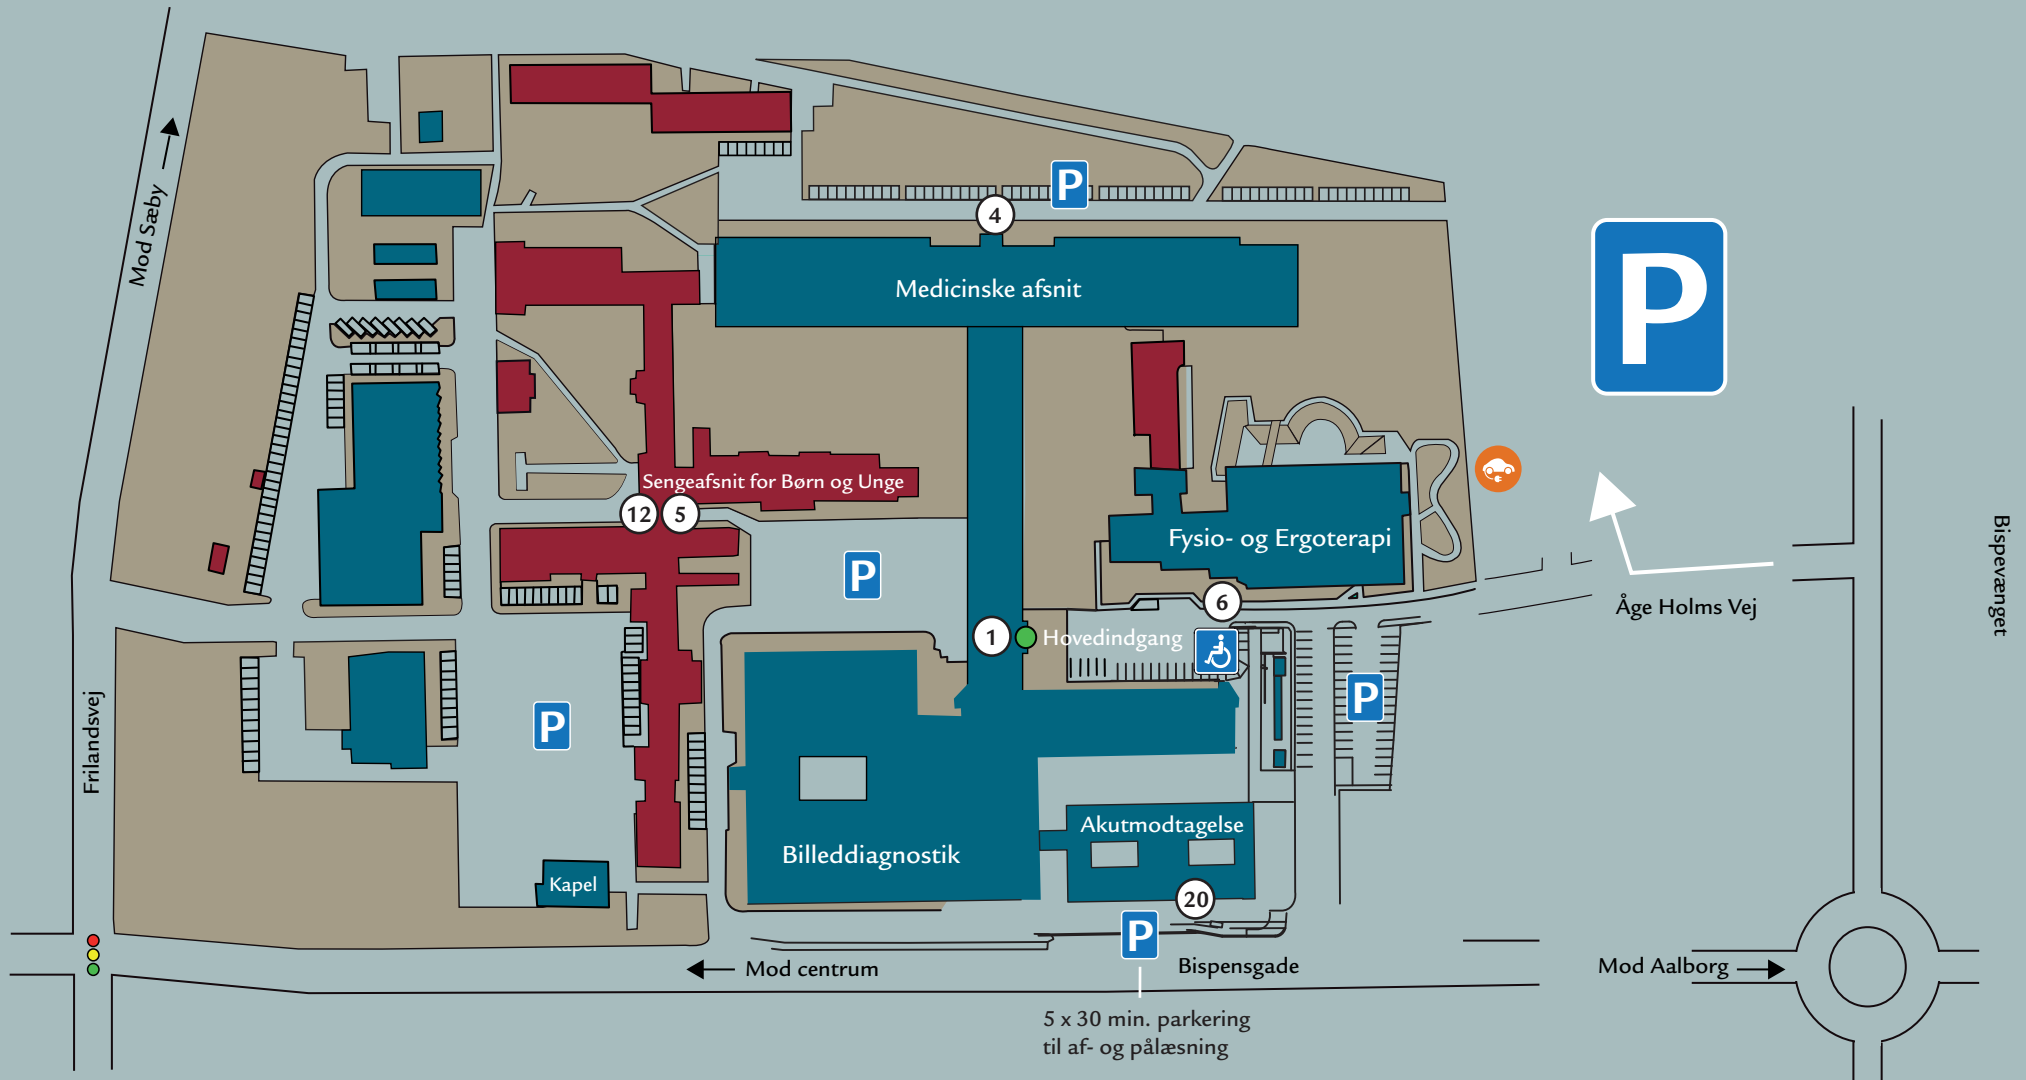 Mod Sæby
P
4
Medicinske afsnit
P
Sengeafsnit for Børn og Unge
12
5
Fysio- og Ergoterapi
P
6
Åge Holms Vej
Bispevænget
1
Hovedindgang
P
P
Frilandsvej
Akutmodtagelse
Billeddiagnostik
Kapel
20
P
Mod centrum
Bispensgade
Mod Aalborg
5 x 30 min. parkering
til af- og pålæsning